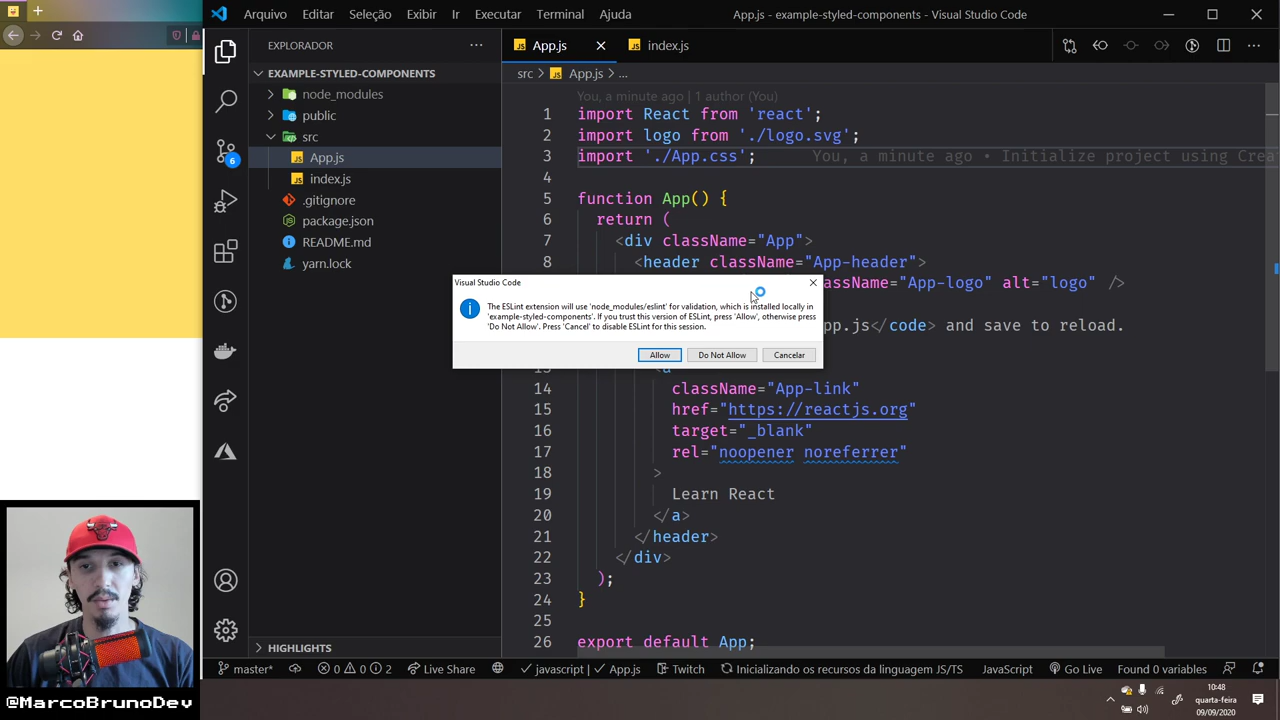 Arquivo Editar Seleção Exibir Ir Executar Terminal Ajuda
App.js - example-styled-components - Visual Studio Code
EXPLORADOR
App.js
index.js
EXAMPLE-STYLED-COMPONENTS
src > App.js > ...
node_modules
public
src
App.js
index.js
.gitignore
package.json
README.md
yarn.lock
6
You, a minute ago | 1 author (You)
1 import React from 'react';
2 import logo from './logo.svg';
3 import './App.css'; You, a minute ago • Initialize project using Crea
4
5 function App() {
6 return (
7 <div className="App">
8 <header className="App-header">
className="App-logo" alt="logo" />
pp.js</code> and save to reload.
Visual Studio Code
The ESLint extension will use 'node_modules/eslint' for validation, which is installed locally in
'example-styled-components'. If you trust this version of ESLint, press 'Allow', otherwise press
'Do Not Allow'. Press 'Cancel' to disable ESLint for this session.
Allow Do Not Allow Cancelar
14 className="App-link"
15 href="https://reactjs.org"
16 target="_blank"
17 rel="noopener noreferrer"
18 >
19 Learn React
20 </a>
21 </header>
22 </div>
23 );
24 }
25
26 export default App;
HIGHLIGHTS
master* 0 0 2 Live Share javascript | App.js Twitch Inicializando os recursos da linguagem JS/TS JavaScript Go Live Found 0 variables
@MarcoBrunoDev
10:48
quarta-feira
09/09/2020